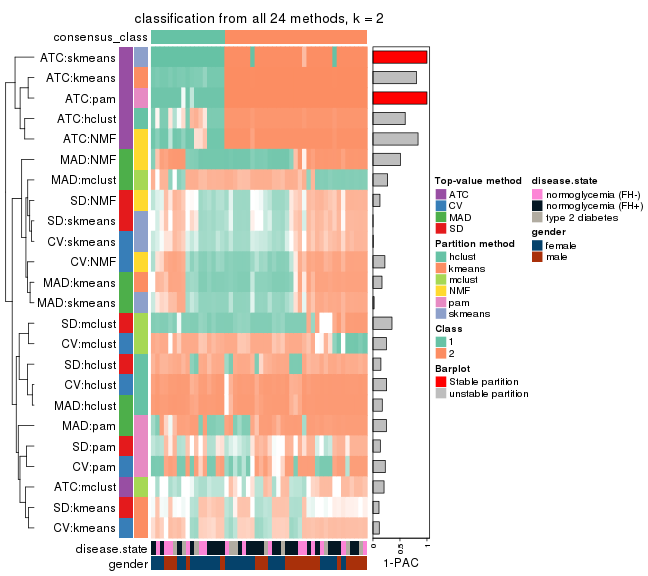 classification from all 24 methods, k = 2
consensus_class
ATC:skmeans
ATC:kmeans
ATC:pam
ATC:hclust
ATC:NMF
MAD:NMF
MAD:mclust
SD:NMF
SD:skmeans
CV:skmeans
CV:NMF
MAD:kmeans
MAD:skmeans
SD:mclust
CV:mclust
SD:hclust
CV:hclust
MAD:hclust
MAD:pam
SD:pam
CV:pam
ATC:mclust
SD:kmeans
CV:kmeans
disease.state
gender
0
0.5
1
1-PAC
Top-value method
ATC
CV
MAD
SD
Partition method
hclust
kmeans
mclust
NMF
pam
skmeans
Class
1
2
Barplot
Stable partition
unstable partition
disease.state
normoglycemia (FH-)
normoglycemia (FH+)
type 2 diabetes
gender
female
male